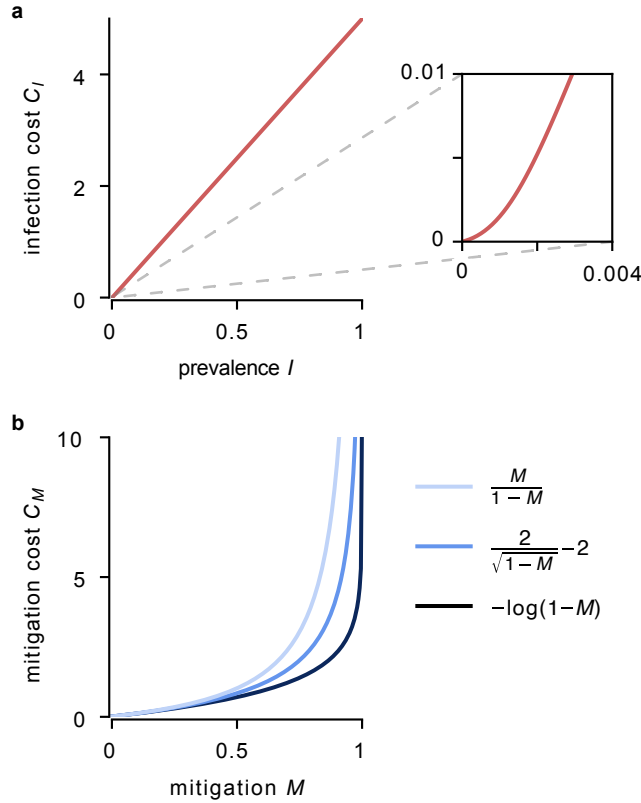 a
infection cost C_I
4
2
0
0
0.5
1
prevalence I
0.01
0
0
0.004
b
mitigation cost C_M
10
5
0
0
0.5
1
mitigation M
M / 1 − M
2 / √1 − M −2
−log(1−M)